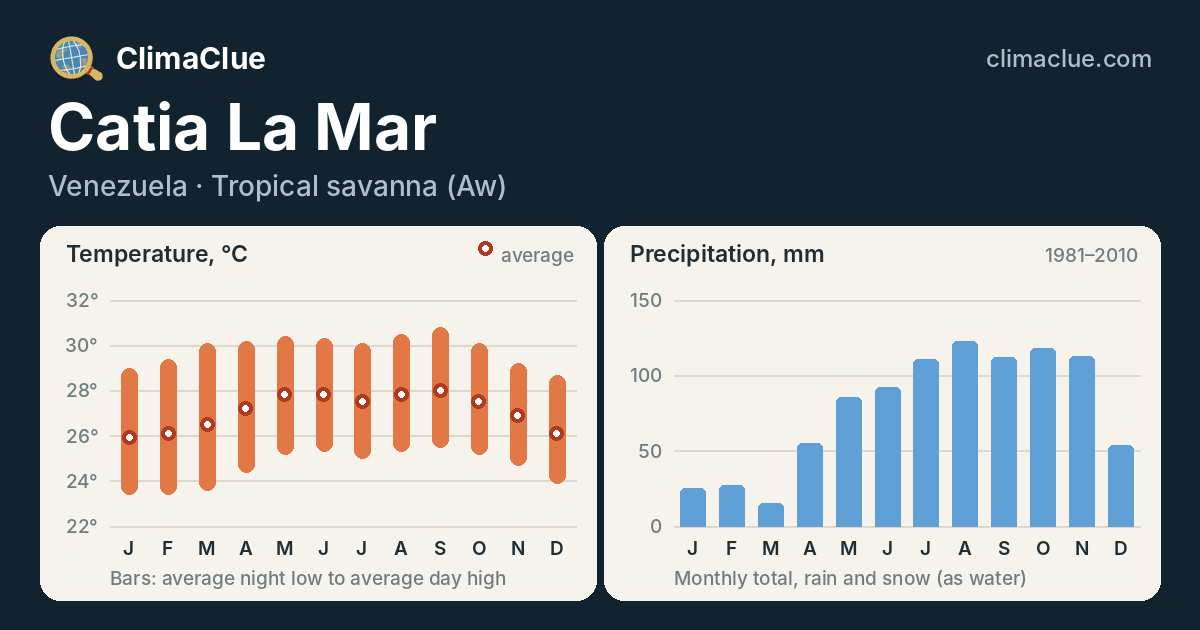 ClimaClue
climaclue.com
Catia La Mar
Venezuela · Tropical savanna (Aw)
Temperature, °C
average
32°
30°
28°
26°
24°
22°
J F M A M J J A S O N D
Bars: average night low to average day high
Precipitation, mm
1981–2010
150
100
50
0
J F M A M J J A S O N D
Monthly total, rain and snow (as water)